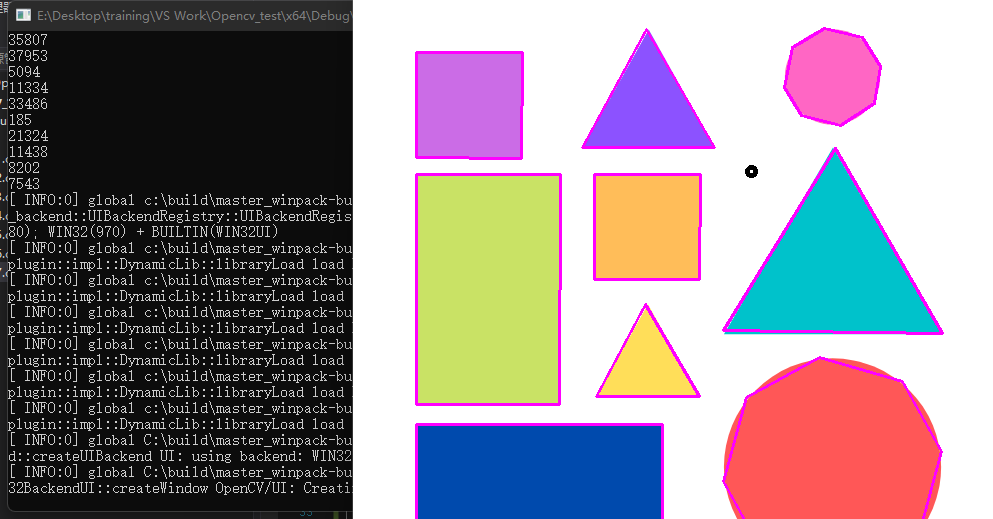 E:\Desktop\training\VS Work\Opencv_test\x64\Debug\
35807
37953
5094
11334
33486
185
21324
11438
8202
7543
[ INFO:0] global c:\build\master_winpack-bu
_backend::UIBackendRegistry::UIBackendRegis
80); WIN32(970) + BUILTIN(WIN32UI)
[ INFO:0] global c:\build\master_winpack-bu
plugin::impl::DynamicLib::libraryLoad load
[ INFO:0] global c:\build\master_winpack-bu
plugin::impl::DynamicLib::libraryLoad load
[ INFO:0] global c:\build\master_winpack-bu
plugin::impl::DynamicLib::libraryLoad load
[ INFO:0] global c:\build\master_winpack-bu
plugin::impl::DynamicLib::libraryLoad load
[ INFO:0] global c:\build\master_winpack-bu
plugin::impl::DynamicLib::libraryLoad load
[ INFO:0] global c:\build\master_winpack-bu
plugin::impl::DynamicLib::libraryLoad load
[ INFO:0] global C:\build\master_winpack-bu
d::createUIBackend UI: using backend: WIN32
[ INFO:0] global C:\build\master_winpack-bu
32BackendUI::createWindow OpenCV/UI: Creati